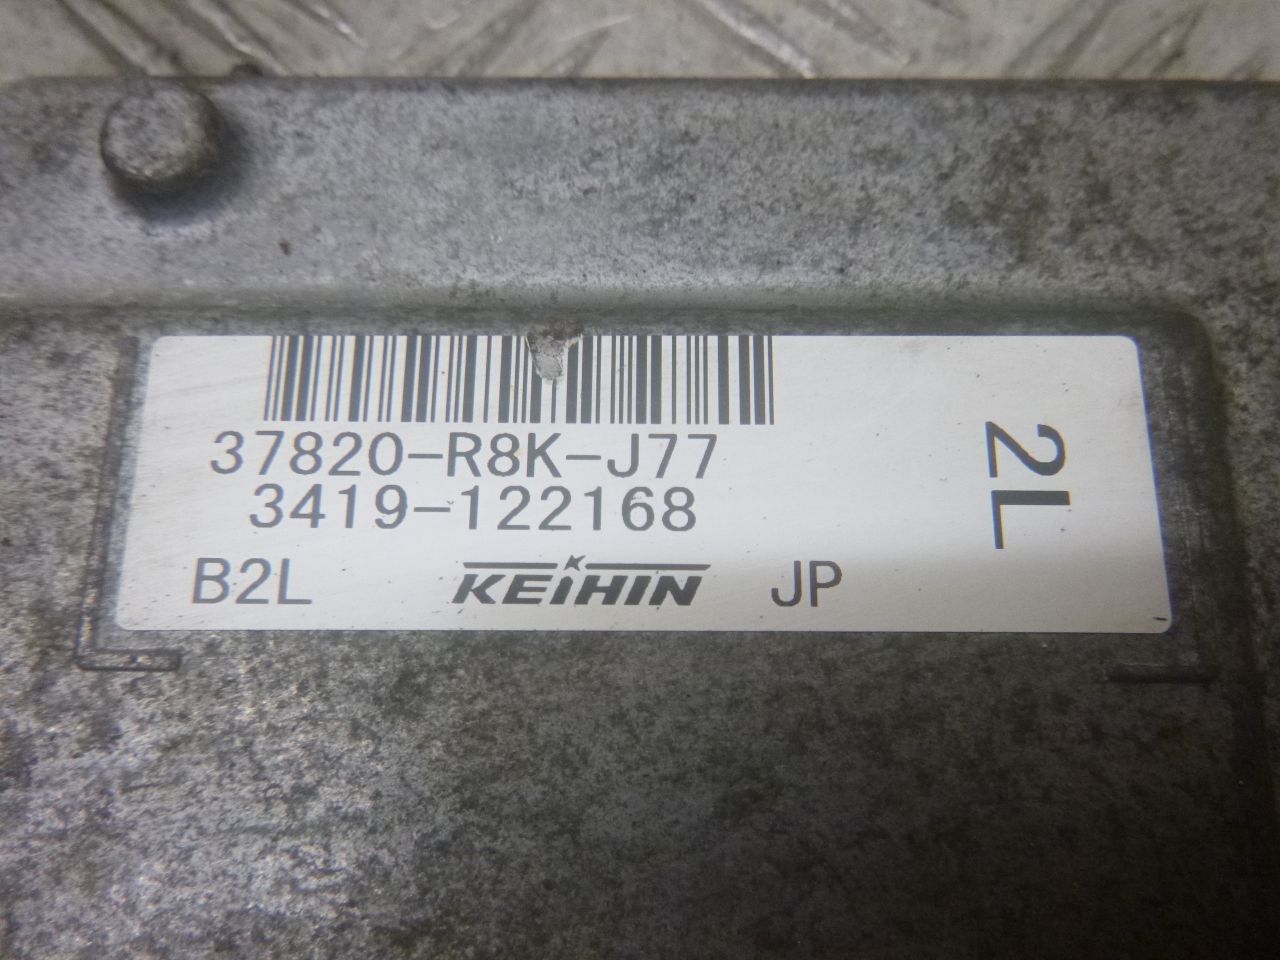 37820-R8K-J77
3419-122168
B2L KEIHIN JP
2L